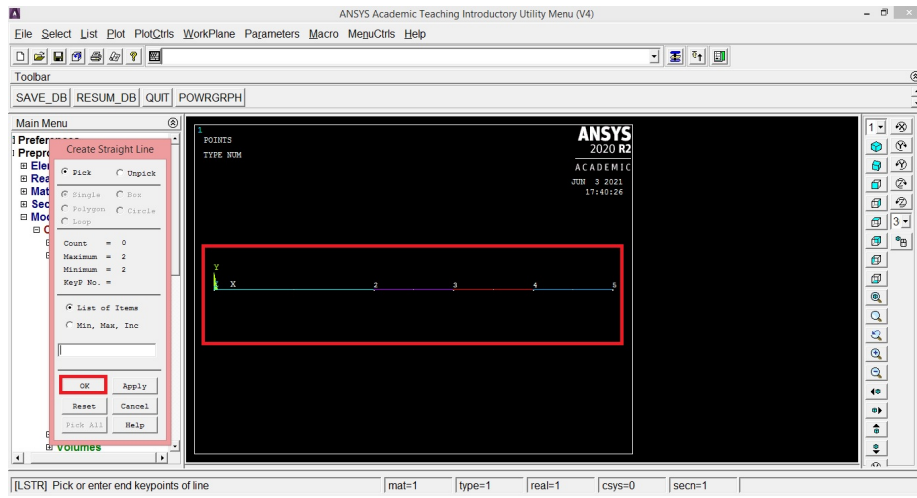 ANSYS Academic Teaching Introductory Utility Menu (V4)
File Select List Plot PlotCtrls WorkPlane Parameters Macro MenuCtrls Help
Toolbar
SAVE_DB RESUM_DB QUIT POWRGRPH
Main Menu
Create Straight Line
Pick Unpick
Single Box
Polygon Circle
Loop
Count = 0
Maximum = 2
Minimum = 2
KeyP No. =
List of Items
Min, Max, Inc
OK Apply
Reset Cancel
Pick All Help
Volumes
1
POINTS
TYPE NUM
ANSYS
2020 R2
ACADEMIC
JUN 3 2021
17:40:26
Y
X 2 3 4 5
1
3
[LSTR] Pick or enter end keypoints of line mat=1 type=1 real=1 csys=0 secn=1